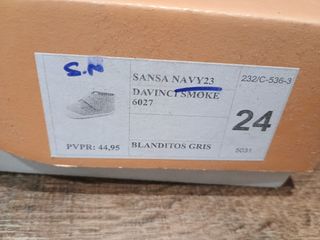 S.N
SANSA NAVY23
DAVINCI SMOKE
6027
232/C-536-3
24
PVPR: 44,95
BLANDITOS GRIS
5031